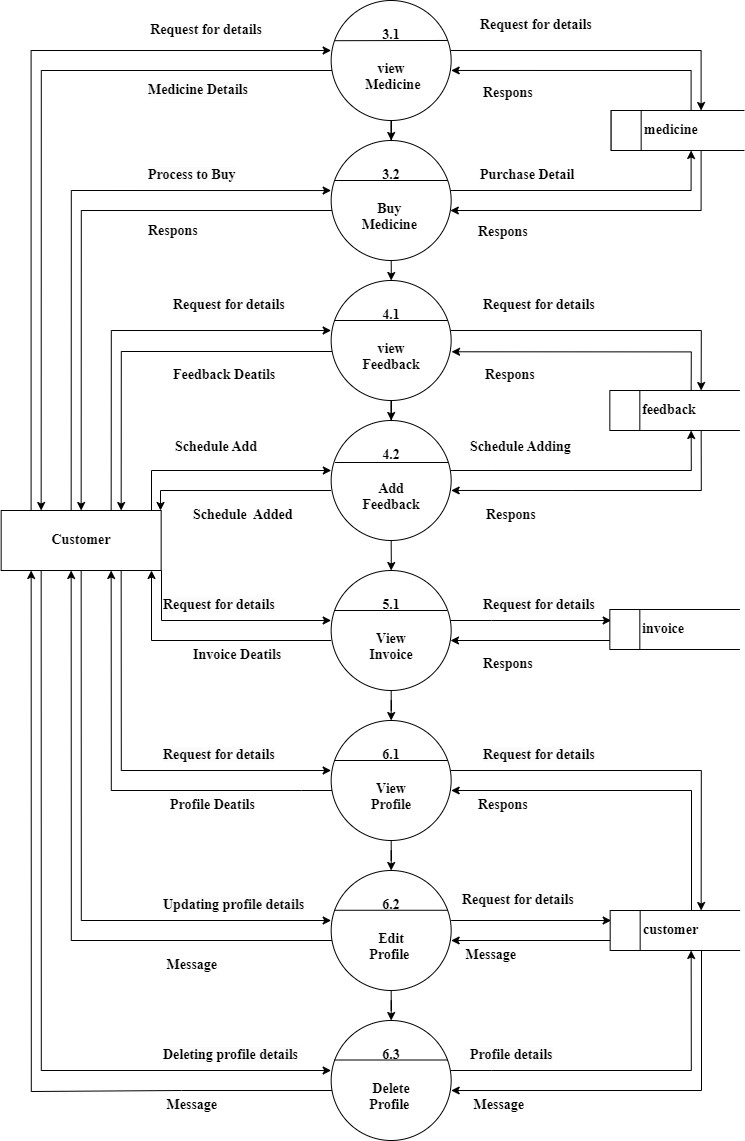 Request for details
3.1
Request for details
view
Medicine
Medicine Details
Respons
medicine
Process to Buy
3.2
Purchase Detail
Buy
Medicine
Respons
Respons
Request for details
4.1
Request for details
view
Feedback
Feedback Deatils
Respons
feedback
Schedule Add
4.2
Schedule Adding
Add
Feedback
Schedule  Added
Respons
Customer
Request for details
5.1
Request for details
View
Invoice
invoice
Invoice Deatils
Respons
Request for details
6.1
Request for details
View
Profile
Profile Deatils
Respons
Updating profile details
6.2
Request for details
Edit
Profile
customer
Message
Message
Deleting profile details
6.3
Profile details
Delete
Profile
Message
Message